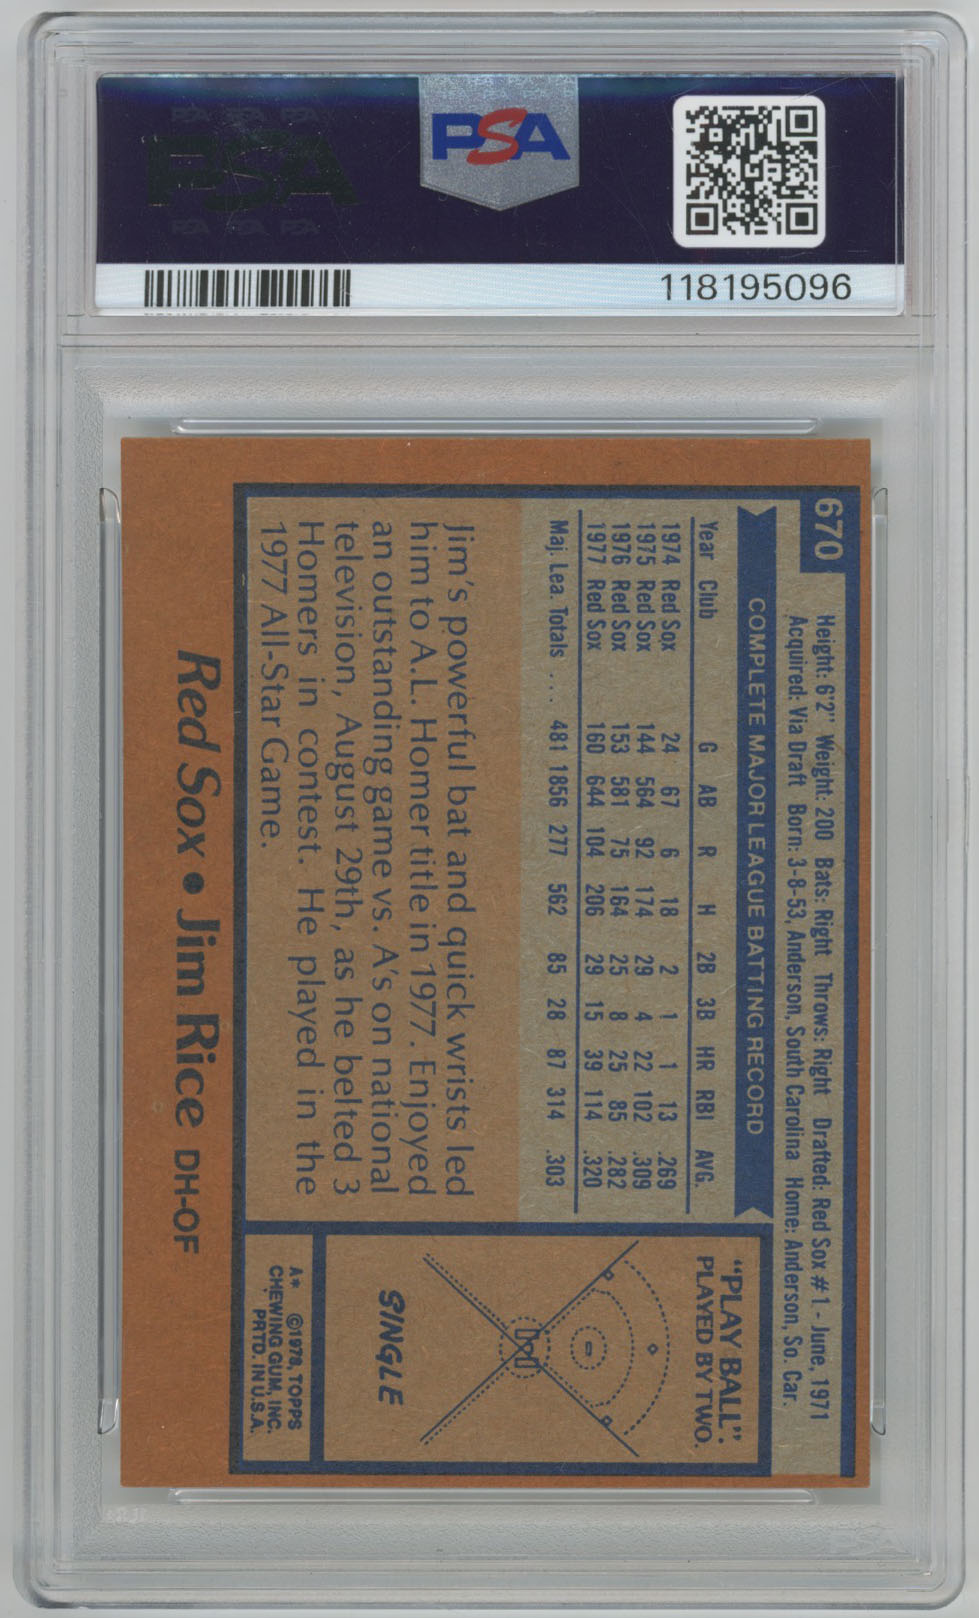 PSA PSA PSA
PSA
PSA PSA PSA
PSA
118195096
670
Height: 6'2" Weight: 200 Bats: Right Throws: Right Drafted: Red Sox #1 - June, 1971
Acquired: Via Draft Born: 3-8-53, Anderson, South Carolina Home: Anderson, So. Car.
COMPLETE MAJOR LEAGUE BATTING RECORD
Year Club G AB R H 2B 3B HR RBI AVG.
1974 Red Sox 24 67 6 18 2 1 1 13 .269
1975 Red Sox 144 564 92 174 29 4 22 102 .309
1976 Red Sox 153 581 75 164 25 8 25 85 .282
1977 Red Sox 160 644 104 206 29 15 39 114 .320
Maj. Lea. Totals ... 481 1856 277 562 85 28 87 314 .303
Jim's powerful bat and quick wrists led
him to A.L. Homer title in 1977. Enjoyed
an outstanding game vs. A's on national
television, August 29th, as he belted 3
Homers in contest. He played in the
1977 All-Star Game.
"PLAY BALL":
PLAYED BY TWO.
SINGLE
A* ©1978, TOPPS
CHEWING GUM, INC.
PRTD. IN U.S.A.
Red Sox • Jim Rice DH-OF